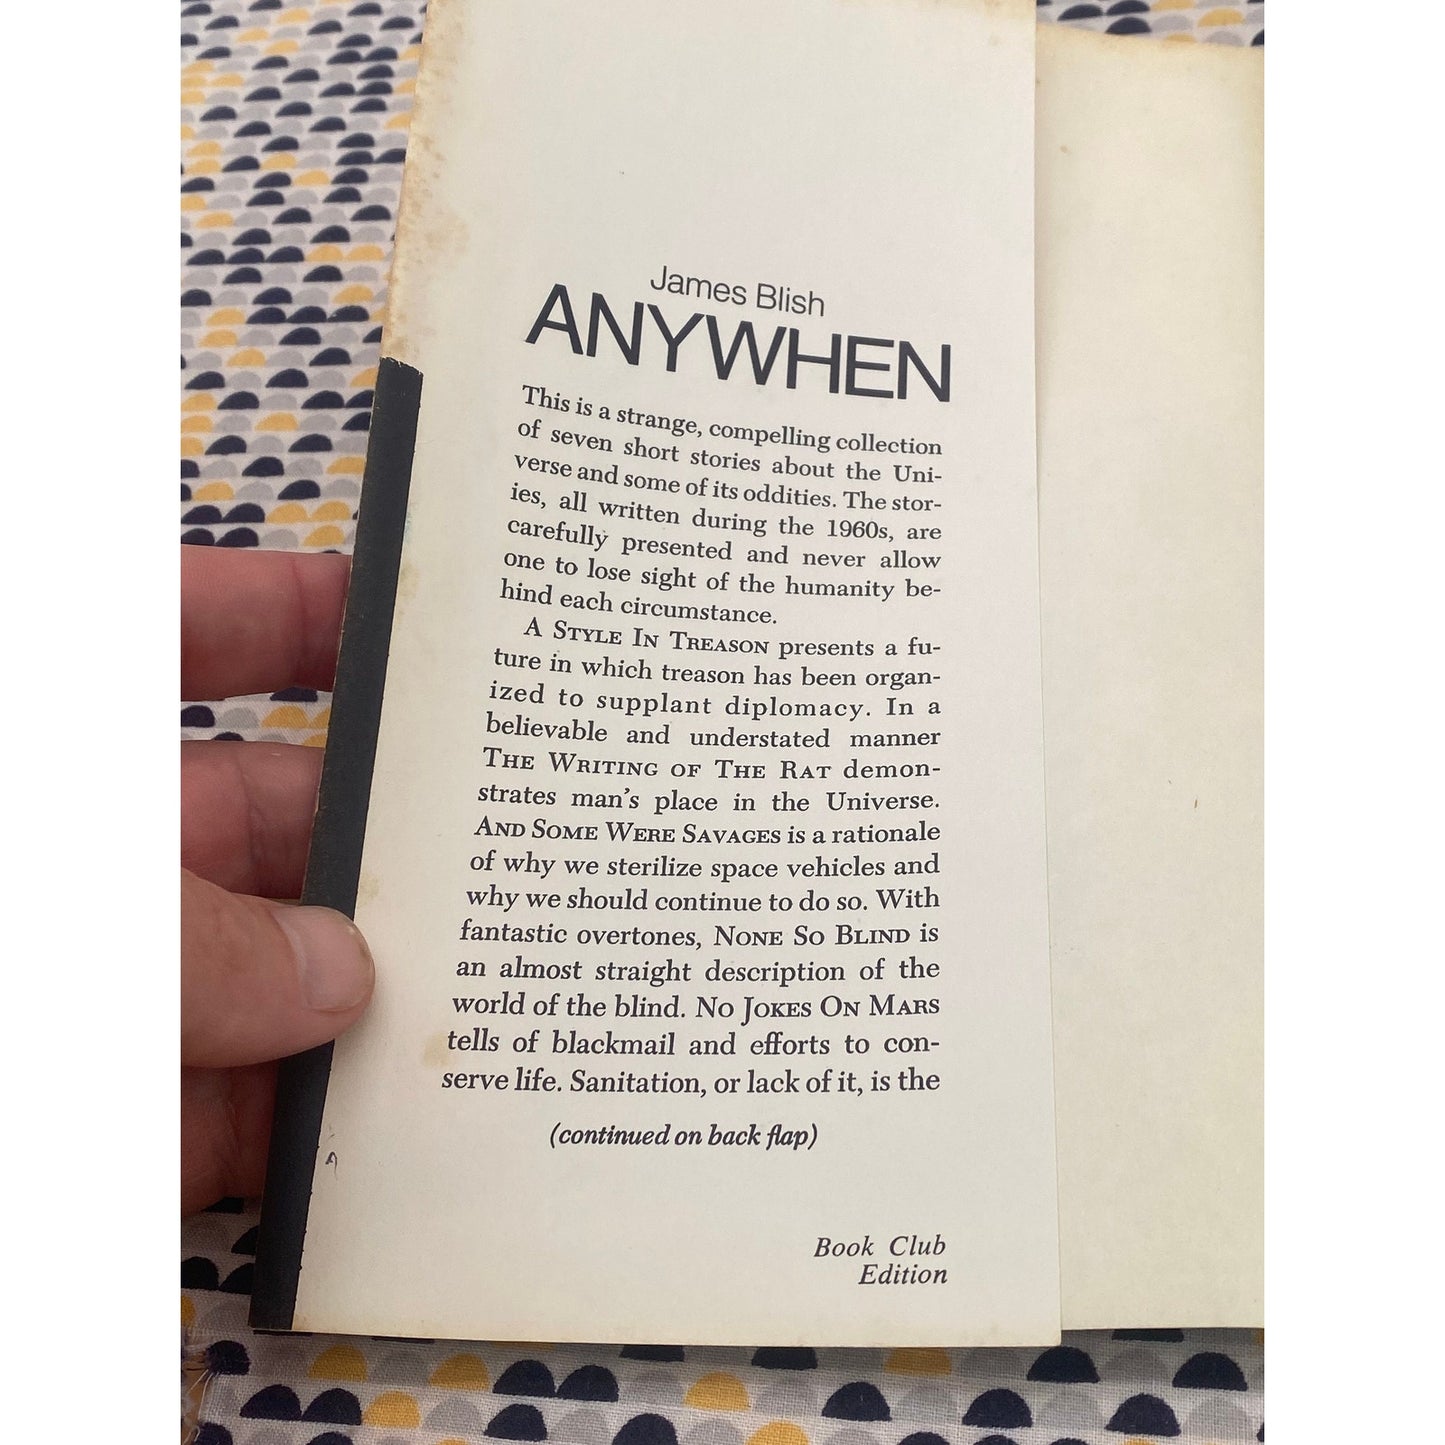 James Blish
ANYWHEN
This is a strange, compelling collection
of seven short stories about the Uni-
verse and some of its oddities. The stor-
ies, all written during the 1960s, are
carefully presented and never allow
one to lose sight of the humanity be-
hind each circumstance.
A STYLE IN TREASON presents a fu-
ture in which treason has been organ-
ized to supplant diplomacy. In a
believable and understated manner
THE WRITING OF THE RAT demon-
strates man's place in the Universe.
AND SOME WERE SAVAGES is a rationale
of why we sterilize space vehicles and
why we should continue to do so. With
fantastic overtones, NONE SO BLIND is
an almost straight description of the
world of the blind. NO JOKES ON MARS
tells of blackmail and efforts to con-
serve life. Sanitation, or lack of it, is the
(continued on back flap)
Book Club
Edition